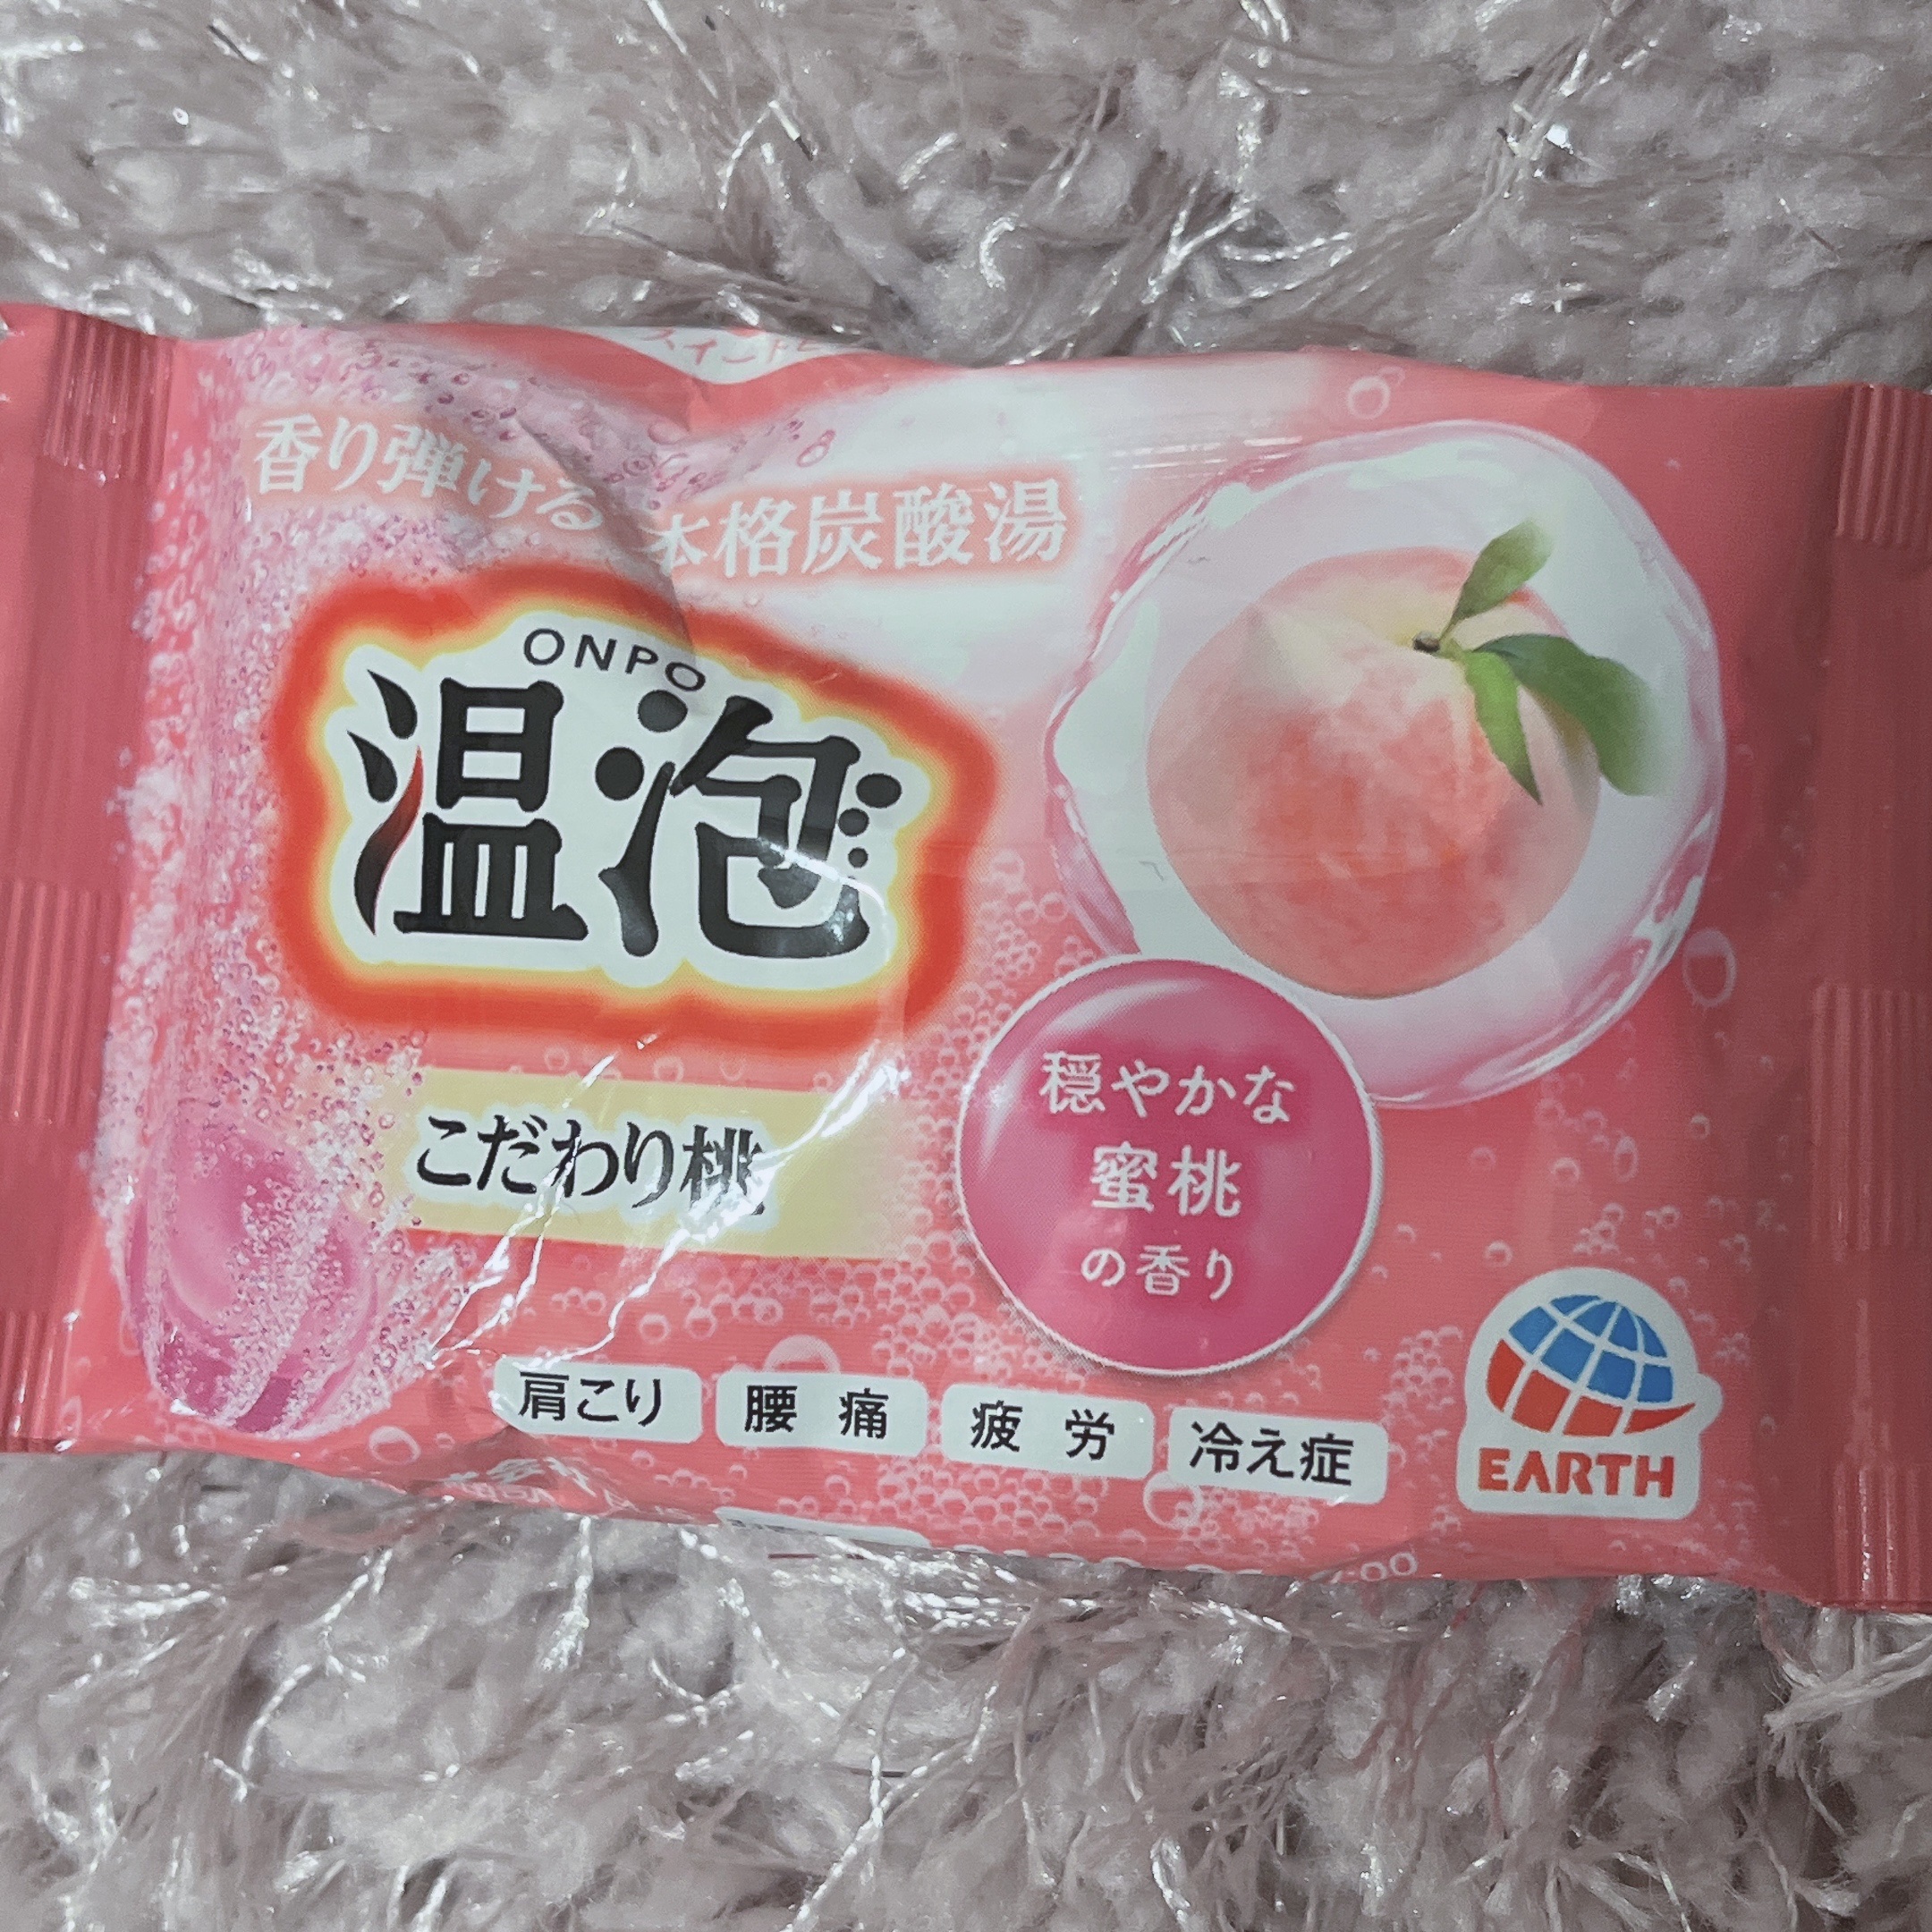 香り弾ける 本格炭酸湯
ONPO
温泡
こだわり桃
穏やかな
蜜桃
の香り
肩こり 腰痛 疲労 冷え症
EARTH